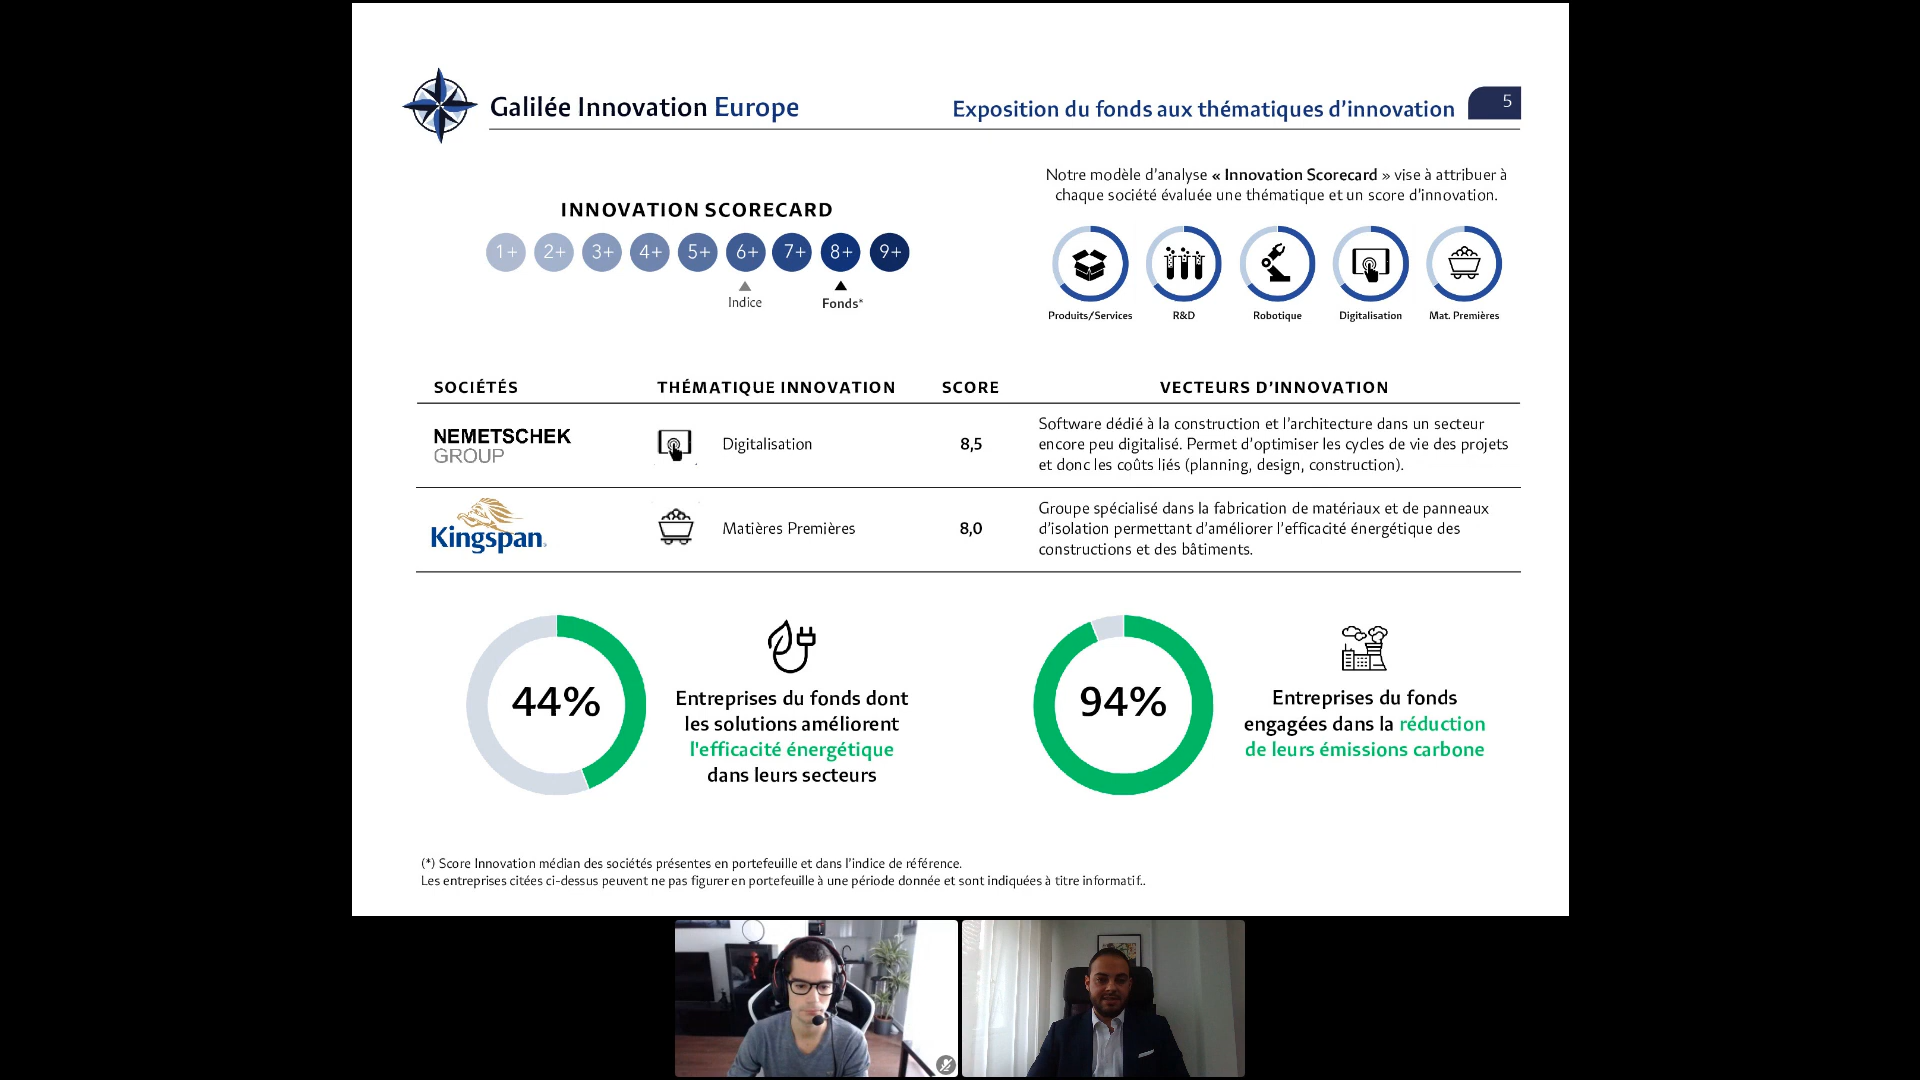 Galilée Innovation Europe
Exposition du fonds aux thématiques d’innovation
5
INNOVATION SCORECARD
1+ 2+ 3+ 4+ 5+ 6+ 7+ 8+ 9+
Indice
Fonds*
Notre modèle d’analyse « Innovation Scorecard » vise à attribuer à
chaque société évaluée une thématique et un score d’innovation.
Produits/Services
R&D
Robotique
Digitalisation
Mat. Premières
SOCIÉTÉS
THÉMATIQUE INNOVATION
SCORE
VECTEURS D’INNOVATION
NEMETSCHEK
GROUP
Digitalisation
8,5
Software dédié à la construction et l’architecture dans un secteur
encore peu digitalisé. Permet d’optimiser les cycles de vie des projets
et donc les coûts liés (planning, design, construction).
Kingspan
Matières Premières
8,0
Groupe spécialisé dans la fabrication de matériaux et de panneaux
d’isolation permettant d’améliorer l’efficacité énergétique des
constructions et des bâtiments.
44%
Entreprises du fonds dont
les solutions améliorent
l'efficacité énergétique
dans leurs secteurs
94%
Entreprises du fonds
engagées dans la réduction
de leurs émissions carbone
(*) Score Innovation médian des sociétés présentes en portefeuille et dans l’indice de référence.
Les entreprises citées ci-dessus peuvent ne pas figurer en portefeuille à une période donnée et sont indiquées à titre informatif..